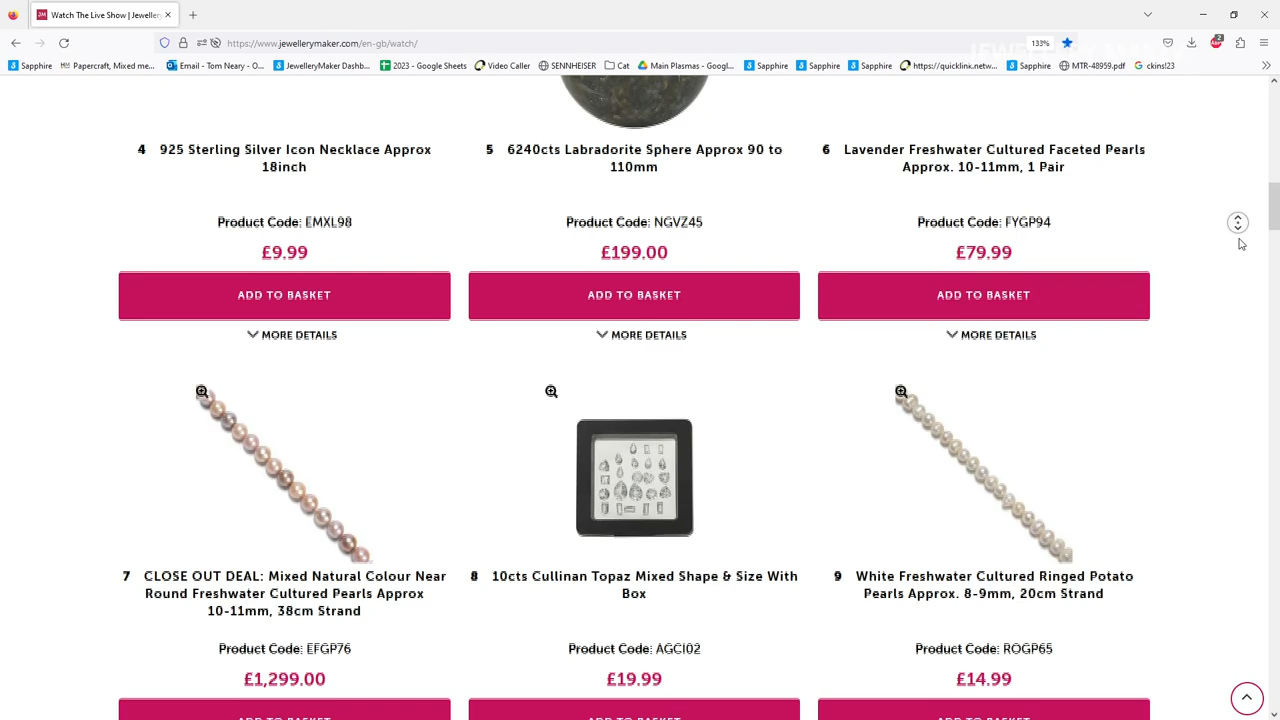 Watch The Live Show | Jeweller
https://www.jewellerymaker.com/en-gb/watch/
133%
Sapphire
Papercraft, Mixed me...
Email - Tom Neary - O...
JewelleryMaker Dashb...
2023 - Google Sheets
Video Caller
SENNHEISER
Cat
Main Plasmas - Googl...
Sapphire
Sapphire
Sapphire
https://quicklink.netw...
Sapphire
MTR-48959.pdf
ckins!23
4 925 Sterling Silver Icon Necklace Approx
18inch
Product Code: EMXL98
£9.99
ADD TO BASKET
MORE DETAILS
5 6240cts Labradorite Sphere Approx 90 to
110mm
Product Code: NGVZ45
£199.00
ADD TO BASKET
MORE DETAILS
6 Lavender Freshwater Cultured Faceted Pearls
Approx. 10-11mm, 1 Pair
Product Code: FYGP94
£79.99
ADD TO BASKET
MORE DETAILS
7 CLOSE OUT DEAL: Mixed Natural Colour Near
Round Freshwater Cultured Pearls Approx
10-11mm, 38cm Strand
Product Code: EFGP76
£1,299.00
ADD TO BASKET
8 10cts Cullinan Topaz Mixed Shape & Size With
Box
Product Code: AGCI02
£19.99
ADD TO BASKET
9 White Freshwater Cultured Ringed Potato
Pearls Approx. 8-9mm, 20cm Strand
Product Code: ROGP65
£14.99
ADD TO BASKET